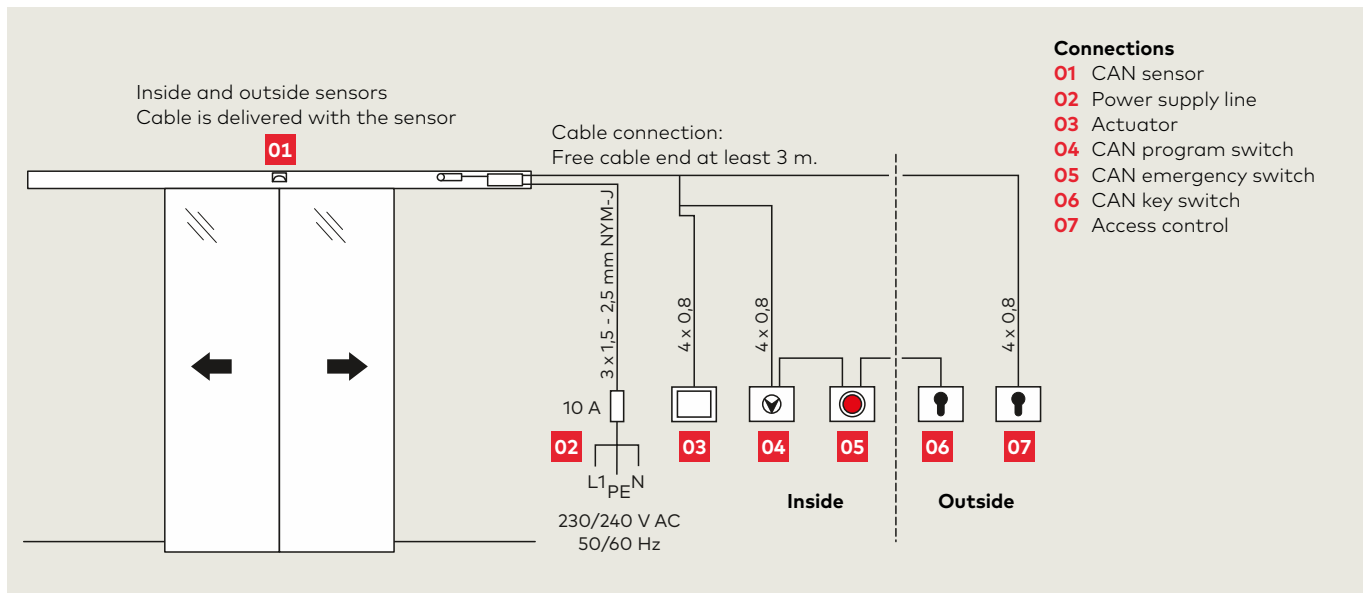 Inside and outside sensors
Cable is delivered with the sensor
01
Cable connection:
Free cable end at least 3 m.
3 x 1,5 - 2,5 mm NYM-J
4 x 0,8
4 x 0,8
4 x 0,8
10 A
02
03
04
05
06
07
L1 PE N
230/240 V AC
50/60 Hz
Inside
Outside
Connections
01 CAN sensor
02 Power supply line
03 Actuator
04 CAN program switch
05 CAN emergency switch
06 CAN key switch
07 Access control